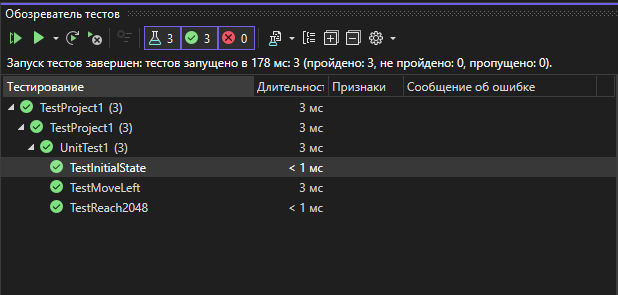 Обозреватель тестов
3 3 0
Запуск тестов завершен: тестов запущено в 178 мс: 3 (пройдено: 3, не пройдено: 0, пропущено: 0).
Тестирование Длительност Признаки Сообщение об ошибке
TestProject1 (3) 3 мс
TestProject1 (3) 3 мс
UnitTest1 (3) 3 мс
TestInitialState < 1 мс
TestMoveLeft 3 мс
TestReach2048 < 1 мс